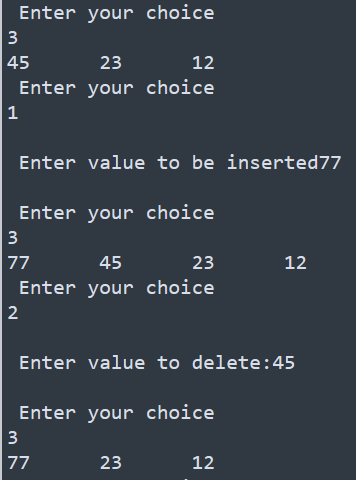 Enter your choice
3
45 23 12
Enter your choice
1
Enter value to be inserted77
Enter your choice
3
77 45 23 12
Enter your choice
2
Enter value to delete:45
Enter your choice
3
77 23 12